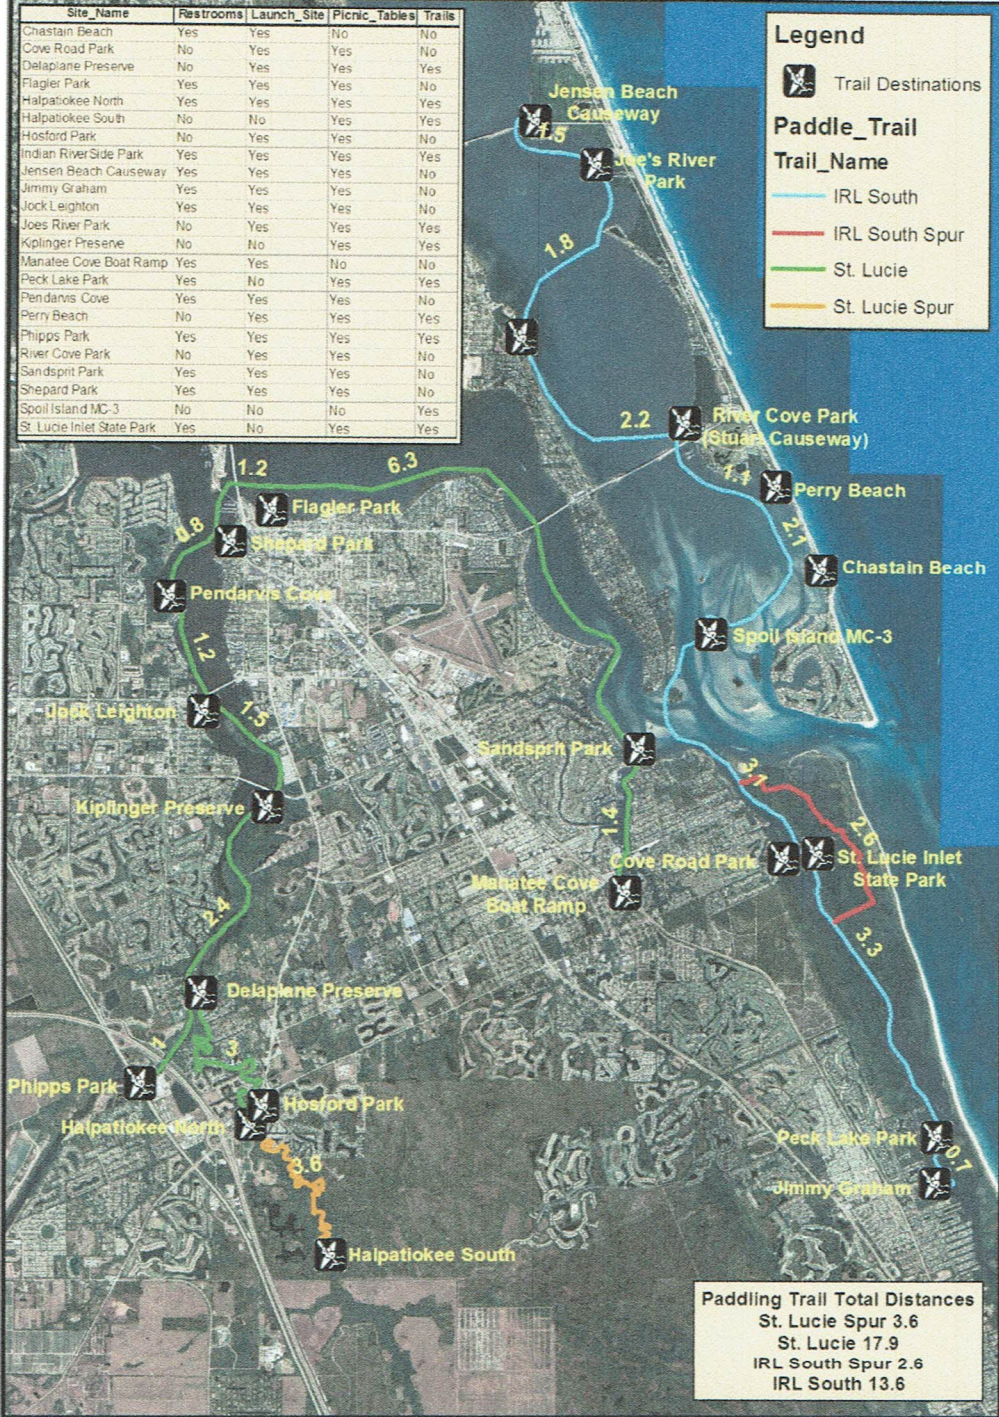 Site_Name Restrooms Launch_Site Picnic_Tables Trails
Chastain Beach Yes Yes No No
Cove Road Park No Yes Yes No
Delaplane Preserve No Yes Yes Yes
Flagler Park Yes Yes Yes No
Halpatiokee North Yes Yes Yes Yes
Halpatiokee South No No Yes Yes
Hosford Park No Yes Yes No
Indian RiverSide Park Yes Yes Yes Yes
Jensen Beach Causeway Yes Yes Yes No
Jimmy Graham Yes Yes Yes No
Jock Leighton Yes Yes Yes No
Joes River Park No Yes Yes Yes
Kiplinger Preserve No No Yes Yes
Manatee Cove Boat Ramp Yes Yes No No
Peck Lake Park Yes No Yes Yes
Pendarvis Cove Yes Yes Yes No
Perry Beach No Yes Yes Yes
Phipps Park Yes Yes Yes Yes
River Cove Park No Yes Yes No
Sandsprit Park Yes Yes Yes No
Shepard Park Yes Yes Yes No
Spoil Island MC-3 No No No Yes
St. Lucie Inlet State Park Yes No Yes Yes
Legend
Trail Destinations
Paddle_Trail
Trail_Name
IRL South
IRL South Spur
St. Lucie
St. Lucie Spur
Jensen Beach
Causeway
1.5
Joe's River
Park
1.8
2.2
River Cove Park
(Stuart Causeway)
1.1
Perry Beach
2.1
Chastain Beach
Spoil Island MC-3
1.2
6.3
Flagler Park
0.8
Shepard Park
Pendarvis Cove
1.2
Jock Leighton
1.5
Sandsprit Park
3.1
Kiplinger Preserve
1.4
2.6
Cove Road Park
St. Lucie Inlet
State Park
Manatee Cove
Boat Ramp
2.4
3.3
Delaplane Preserve
1
3
Phipps Park
Hosford Park
Halpatiokee North
3.6
Peck Lake Park
0.7
Jimmy Graham
Halpatiokee South
Paddling Trail Total Distances
St. Lucie Spur 3.6
St. Lucie 17.9
IRL South Spur 2.6
IRL South 13.6